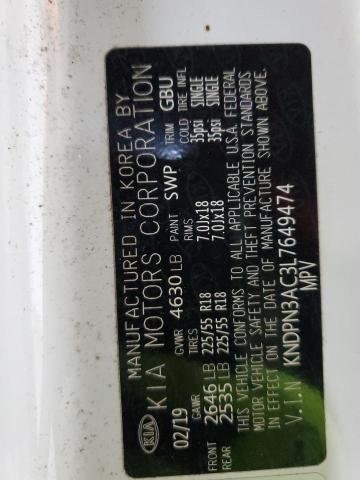 MANUFACTURED IN KOREA BY
KIA KIA MOTORS CORPORATION
02/19 GVWR 4630 LB PAINT SWP TRIM GBU
GAWR TIRES RIMS COLD TIRE INFL
FRONT 2646 LB 225/55 R18 7.0Jx18 35psi SINGLE
REAR 2535 LB 225/55 R18 7.0Jx18 35psi SINGLE
THIS VEHICLE CONFORMS TO ALL APPLICABLE U.S.A. FEDERAL
MOTOR VEHICLE SAFETY AND THEFT PREVENTION STANDARDS
IN EFFECT ON THE DATE OF MANUFACTURE SHOWN ABOVE.
V.I.N KNDPN3AC3L7649474
MPV